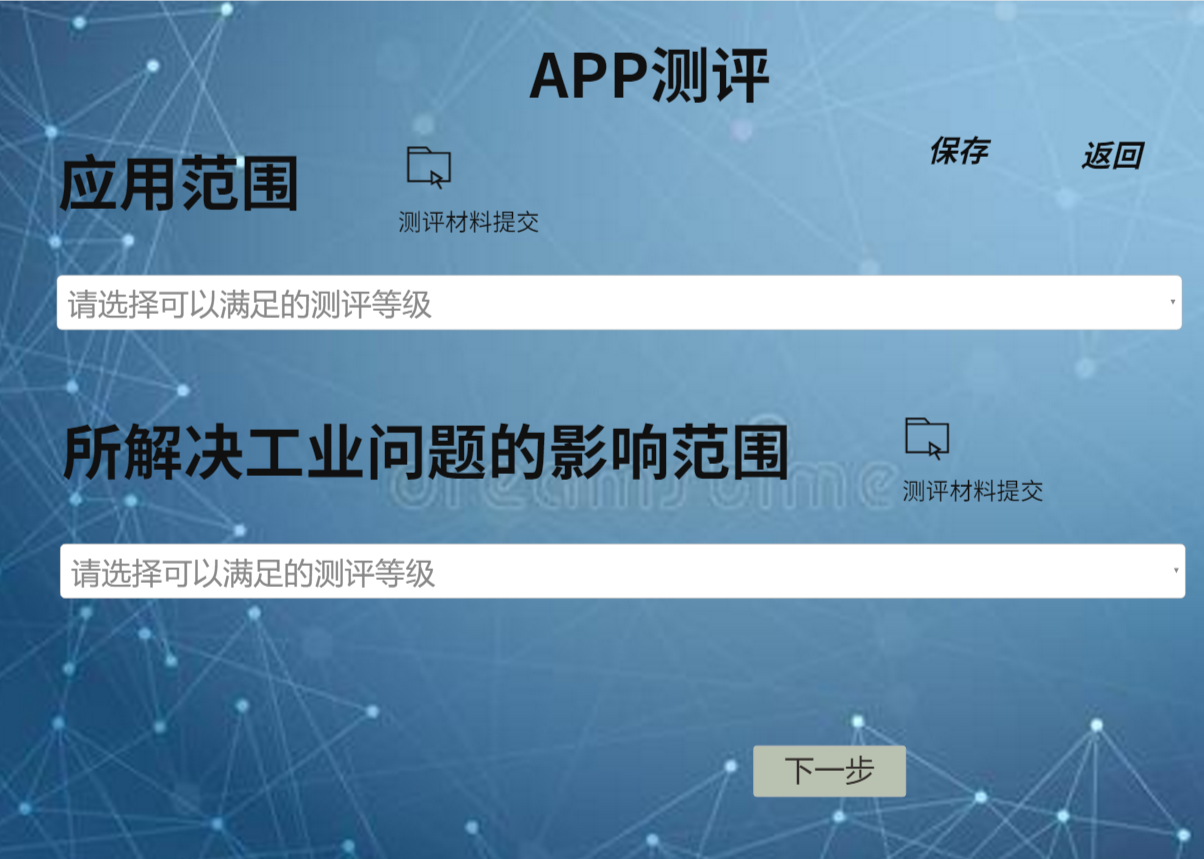 APP测评
保存
返回
应用范围
测评材料提交
请选择可以满足的测评等级
所解决工业问题的影响范围
测评材料提交
dreamstime
请选择可以满足的测评等级
下一步